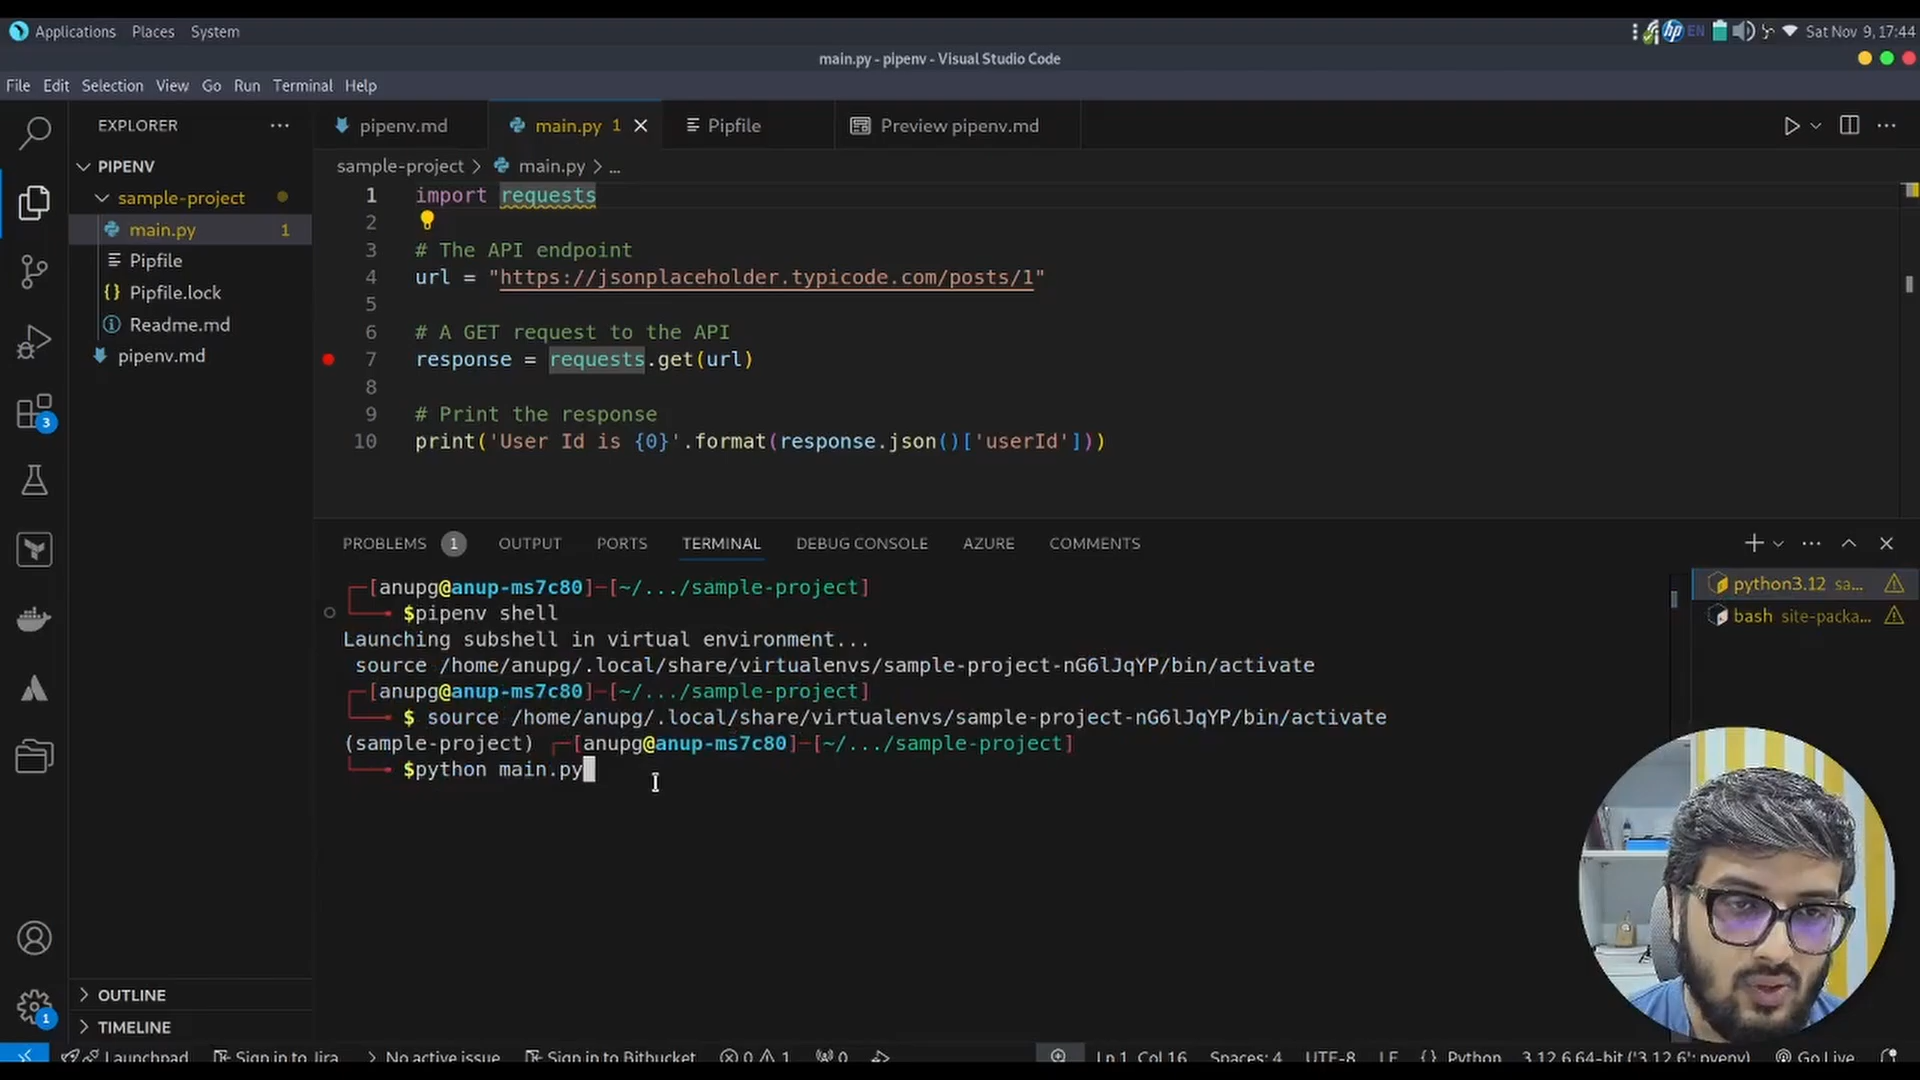 Applications Places System
EN Sat Nov 9, 17:44
main.py - pipenv - Visual Studio Code
File Edit Selection View Go Run Terminal Help
EXPLORER
pipenv.md
main.py 1
Pipfile
Preview pipenv.md
PIPENV
sample-project > main.py > ...
sample-project
main.py 1
Pipfile
Pipfile.lock
Readme.md
pipenv.md
1 import requests
2
3 # The API endpoint
4 url = "https://jsonplaceholder.typicode.com/posts/1"
5
6 # A GET request to the API
7 response = requests.get(url)
8
9 # Print the response
10 print('User Id is {0}'.format(response.json()['userId']))
3
PROBLEMS 1 OUTPUT PORTS TERMINAL DEBUG CONSOLE AZURE COMMENTS
[anupg@anup-ms7c80]-[~/.../sample-project]
$pipenv shell
Launching subshell in virtual environment...
source /home/anupg/.local/share/virtualenvs/sample-project-nG6lJqYP/bin/activate
[anupg@anup-ms7c80]-[~/.../sample-project]
$ source /home/anupg/.local/share/virtualenvs/sample-project-nG6lJqYP/bin/activate
(sample-project) [anupg@anup-ms7c80]-[~/.../sample-project]
$python main.py
python3.12 sa...
bash site-packa...
OUTLINE
1
TIMELINE
Launchpad Sign in to Jira No active issue Sign in to Bitbucket 0 1 0 Ln 1, Col 16 Spaces: 4 UTF-8 LF {} Python 3.12.6 64-bit ('3.12.6': pyenv) Go Live